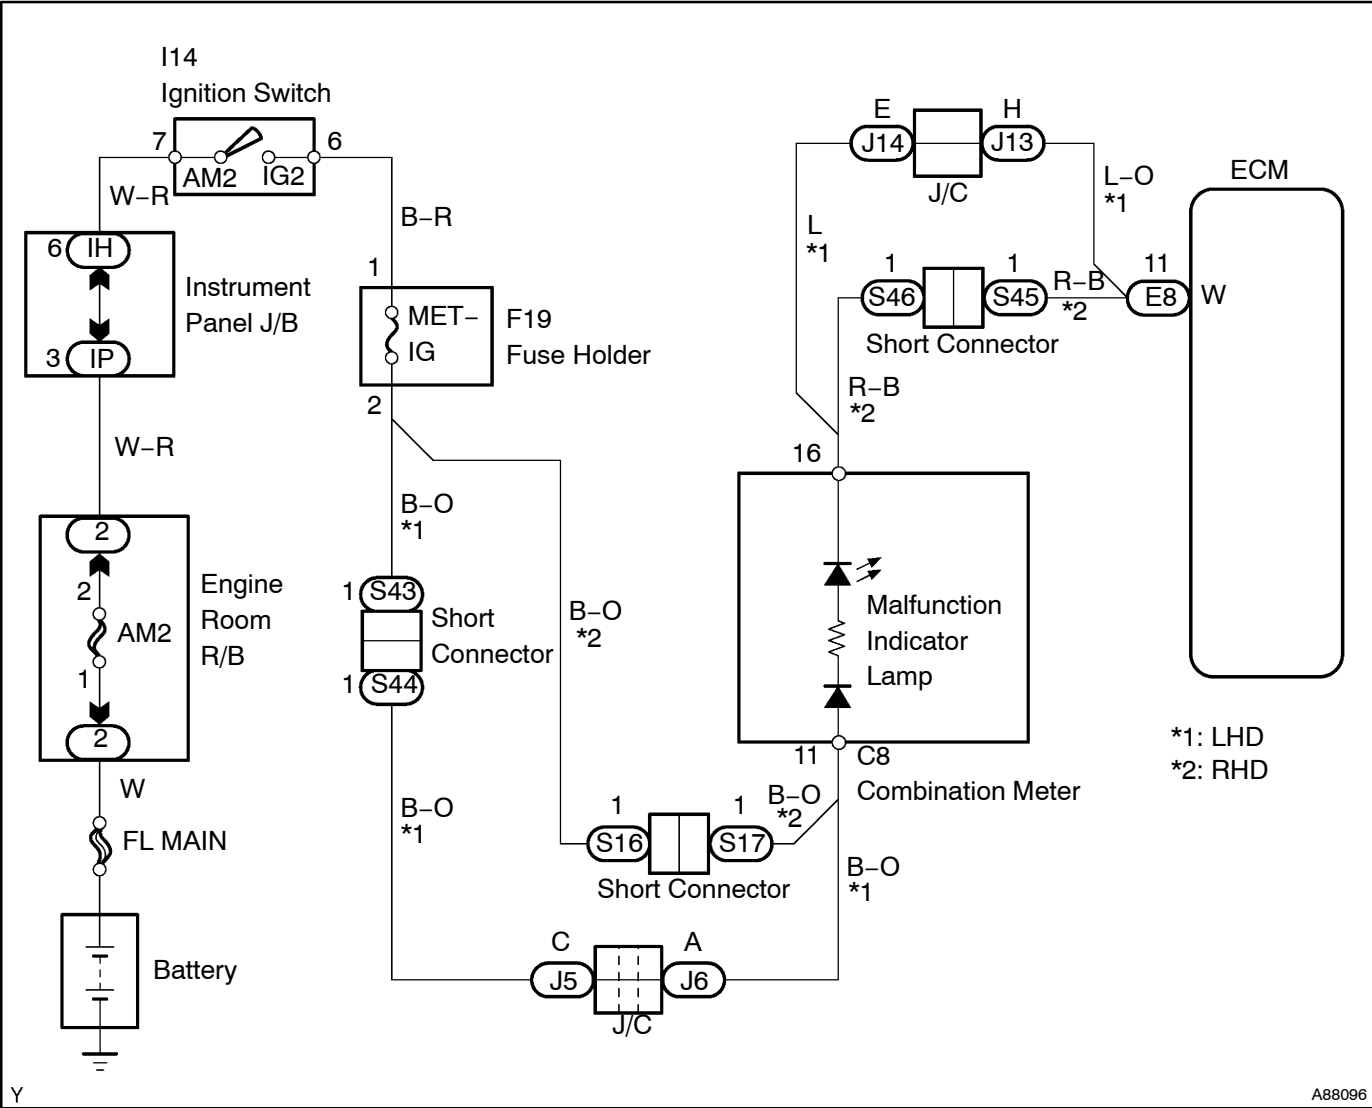 I14
Ignition Switch
7
6
AM2
IG2
W−R
B−R
6
IH
Instrument
Panel J/B
3
IP
1
MET−
IG
F19
Fuse Holder
2
W−R
2
2
AM2
1
2
Engine
Room
R/B
W
FL MAIN
Battery
B−O
*1
1
S43
Short
Connector
1
S44
B−O
*1
B−O
*2
1
1
S16
S17
Short Connector
B−O
*2
C
A
J5
J6
J/C
B−O
*1
E
H
J14
J13
J/C
L
*1
L−O
*1
1
1
S46
S45
Short Connector
R−B
*2
11
E8
W
ECM
R−B
*2
16
Malfunction
Indicator
Lamp
11
C8
Combination Meter
*1: LHD
*2: RHD
Y
A88096